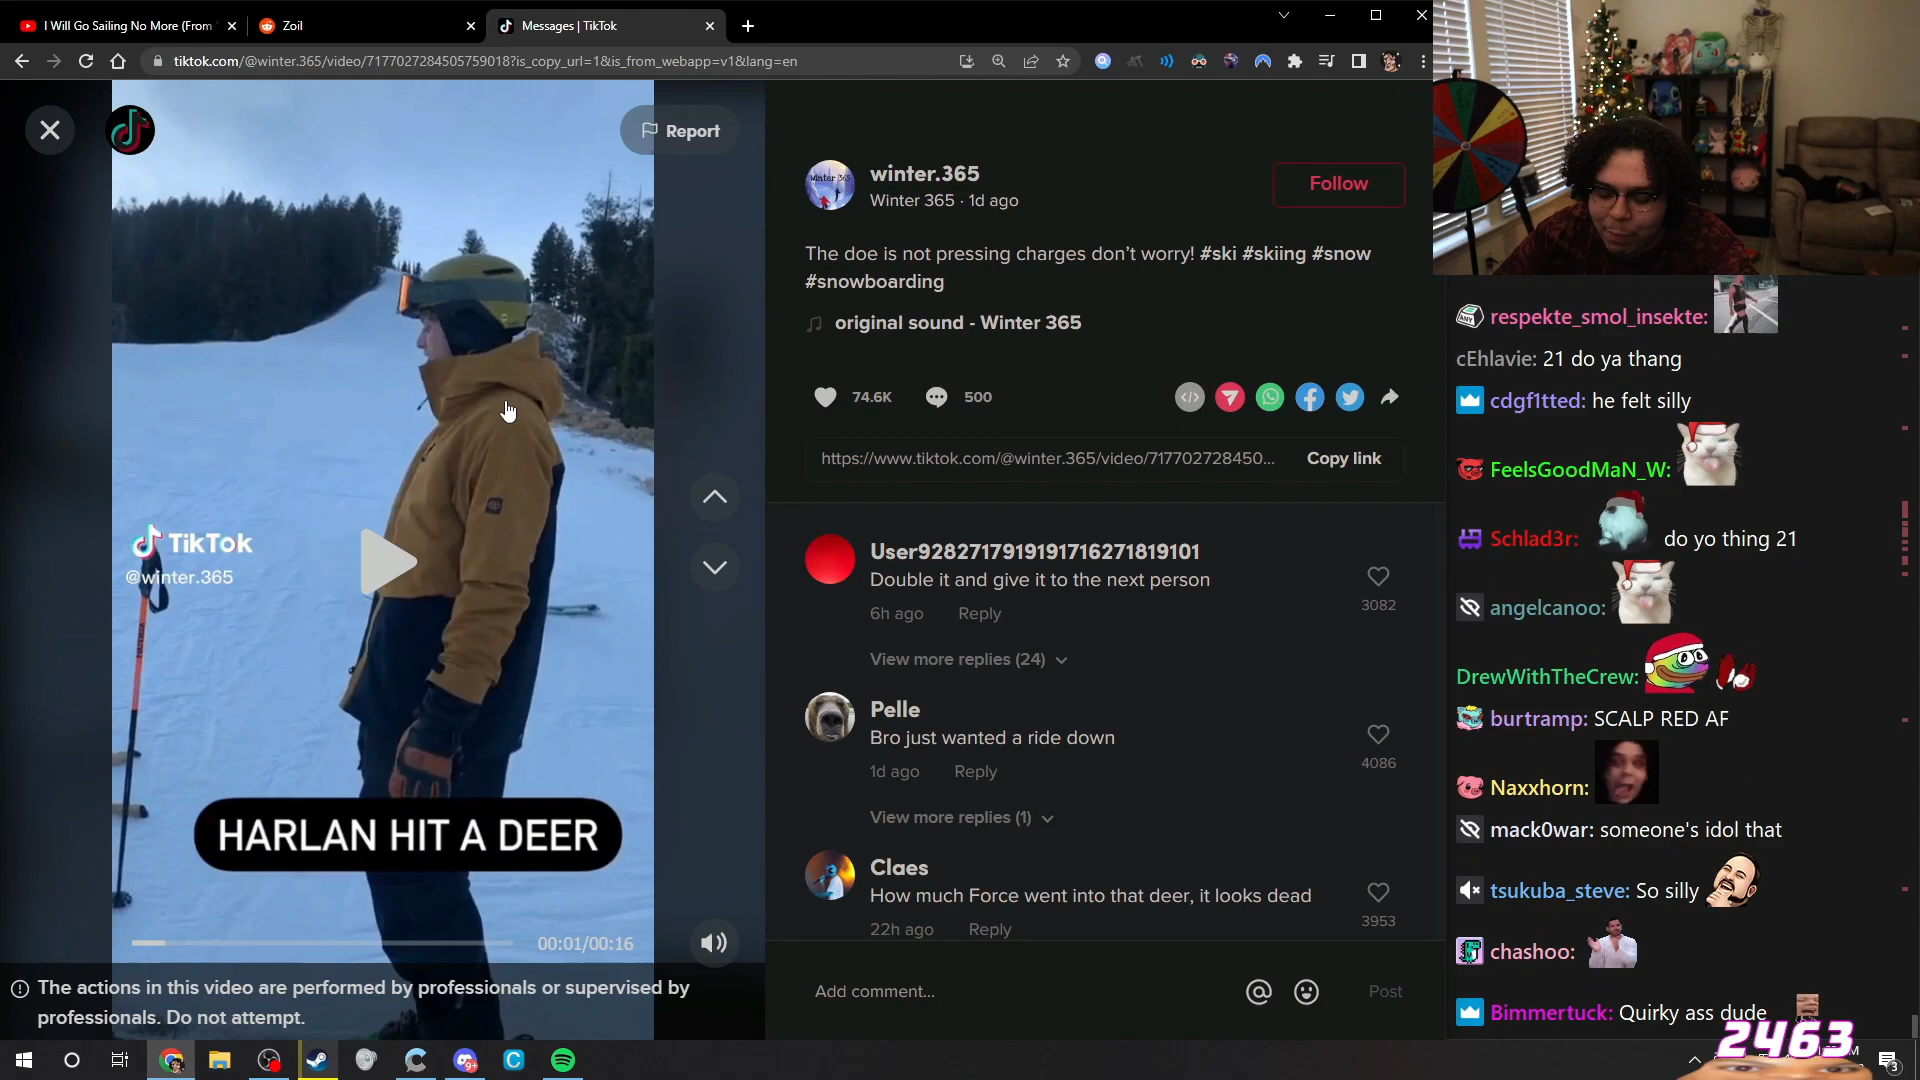 I Will Go Sailing No More (From
Zoil
Messages | TikTok
tiktok.com/@winter.365/video/7177027284505759018?is_copy_url=1&is_from_webapp=v1&lang=en
Report
winter.365
Winter 365 · 1d ago
Follow
The doe is not pressing charges don't worry! #ski #skiing #snow
#snowboarding
original sound - Winter 365
74.6K
500
https://www.tiktok.com/@winter.365/video/717702728450...
Copy link
TikTok
@winter.365
HARLAN HIT A DEER
00:01/00:16
The actions in this video are performed by professionals or supervised by
professionals. Do not attempt.
User9282717919191716271819101
Double it and give it to the next person
6h ago
Reply
3082
View more replies (24)
Pelle
Bro just wanted a ride down
1d ago
Reply
4086
View more replies (1)
Claes
How much Force went into that deer, it looks dead
22h ago
Reply
3953
Add comment...
Post
respekte_smol_insekte:
cEhlavie: 21 do ya thang
cdgf1tted: he felt silly
FeelsGoodMaN_W:
Schlad3r: do yo thing 21
angelcanoo:
DrewWithTheCrew:
burtramp: SCALP RED AF
Naxxhorn:
mack0war: someone's idol that
tsukuba_steve: So silly
chashoo:
Bimmertuck: Quirky ass dude
2463